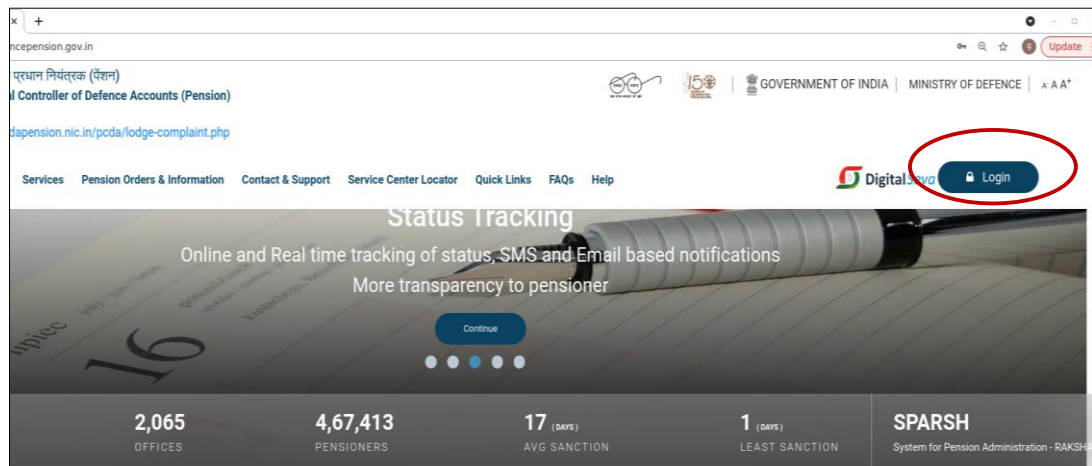 × +
ncepension.gov.in
g Update
प्रधान नियंत्रक (पेंशन)
l Controller of Defence Accounts (Pension)
150
GOVERNMENT OF INDIA | MINISTRY OF DEFENCE | A- A A+
dapension.nic.in/pcda/lodge-complaint.php
Services Pension Orders & Information Contact & Support Service Center Locator Quick Links FAQs Help
Digital Seva Login
Status Tracking
Online and Real time tracking of status, SMS and Email based notifications
More transparency to pensioner
16
Continue
2,065 4,67,413 17 (DAYS) 1 (DAYS) SPARSH
OFFICES PENSIONERS AVG SANCTION LEAST SANCTION System for Pension Administration - RAKSHA